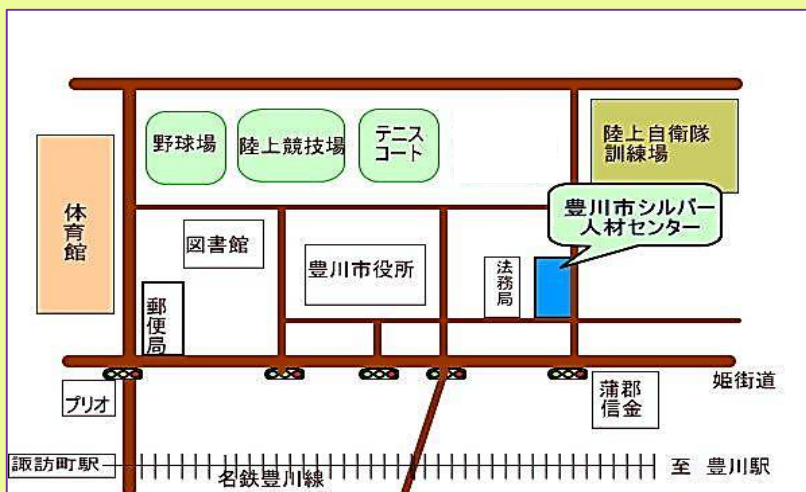 野球場
陸上競技場
テニス
コート
陸上自衛隊
訓練場
体育館
図書館
豊川市役所
法務局
豊川市シルバー
人材センター
郵便局
プリオ
蒲郡
信金
姫街道
諏訪町駅
名鉄豊川線
至 豊川駅